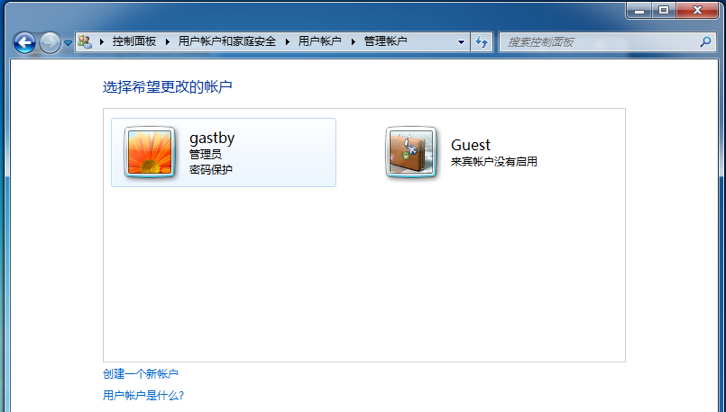 控制面板 用户帐户和家庭安全 用户帐户 管理帐户 搜索控制面板
选择希望更改的帐户
gastby
管理员
密码保护
Guest
来宾帐户没有启用
创建一个新帐户
用户帐户是什么?